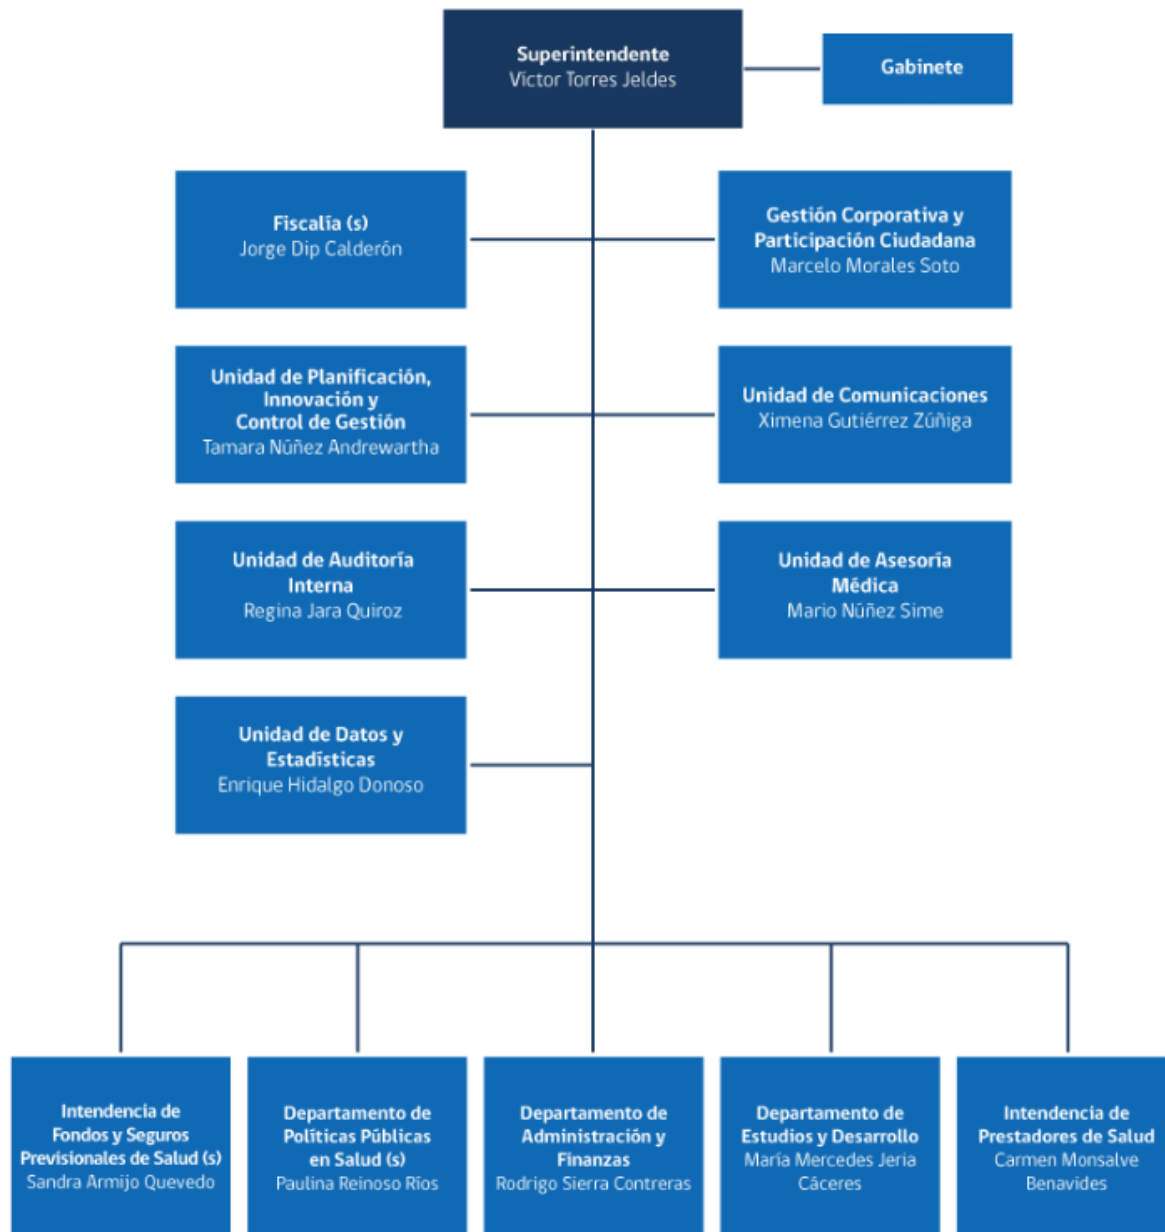 Superintendente
Víctor Torres Jeldes
Gabinete
Fiscalía (s)
Jorge Dip Calderón
Gestión Corporativa y
Participación Ciudadana
Marcelo Morales Soto
Unidad de Planificación,
Innovación y
Control de Gestión
Tamara Núñez Andrewartha
Unidad de Comunicaciones
Ximena Gutiérrez Zúñiga
Unidad de Auditoría
Interna
Regina Jara Quiroz
Unidad de Asesoría
Médica
Mario Núñez Sime
Unidad de Datos y
Estadísticas
Enrique Hidalgo Donoso
Intendencia de
Fondos y Seguros
Previsionales de Salud (s)
Sandra Armijo Quevedo
Departamento de
Políticas Públicas
en Salud (s)
Paulina Reinoso Ríos
Departamento de
Administración y
Finanzas
Rodrigo Sierra Contreras
Departamento de
Estudios y Desarrollo
María Mercedes Jeria
Cáceres
Intendencia de
Prestadores de Salud
Carmen Monsalve
Benavides